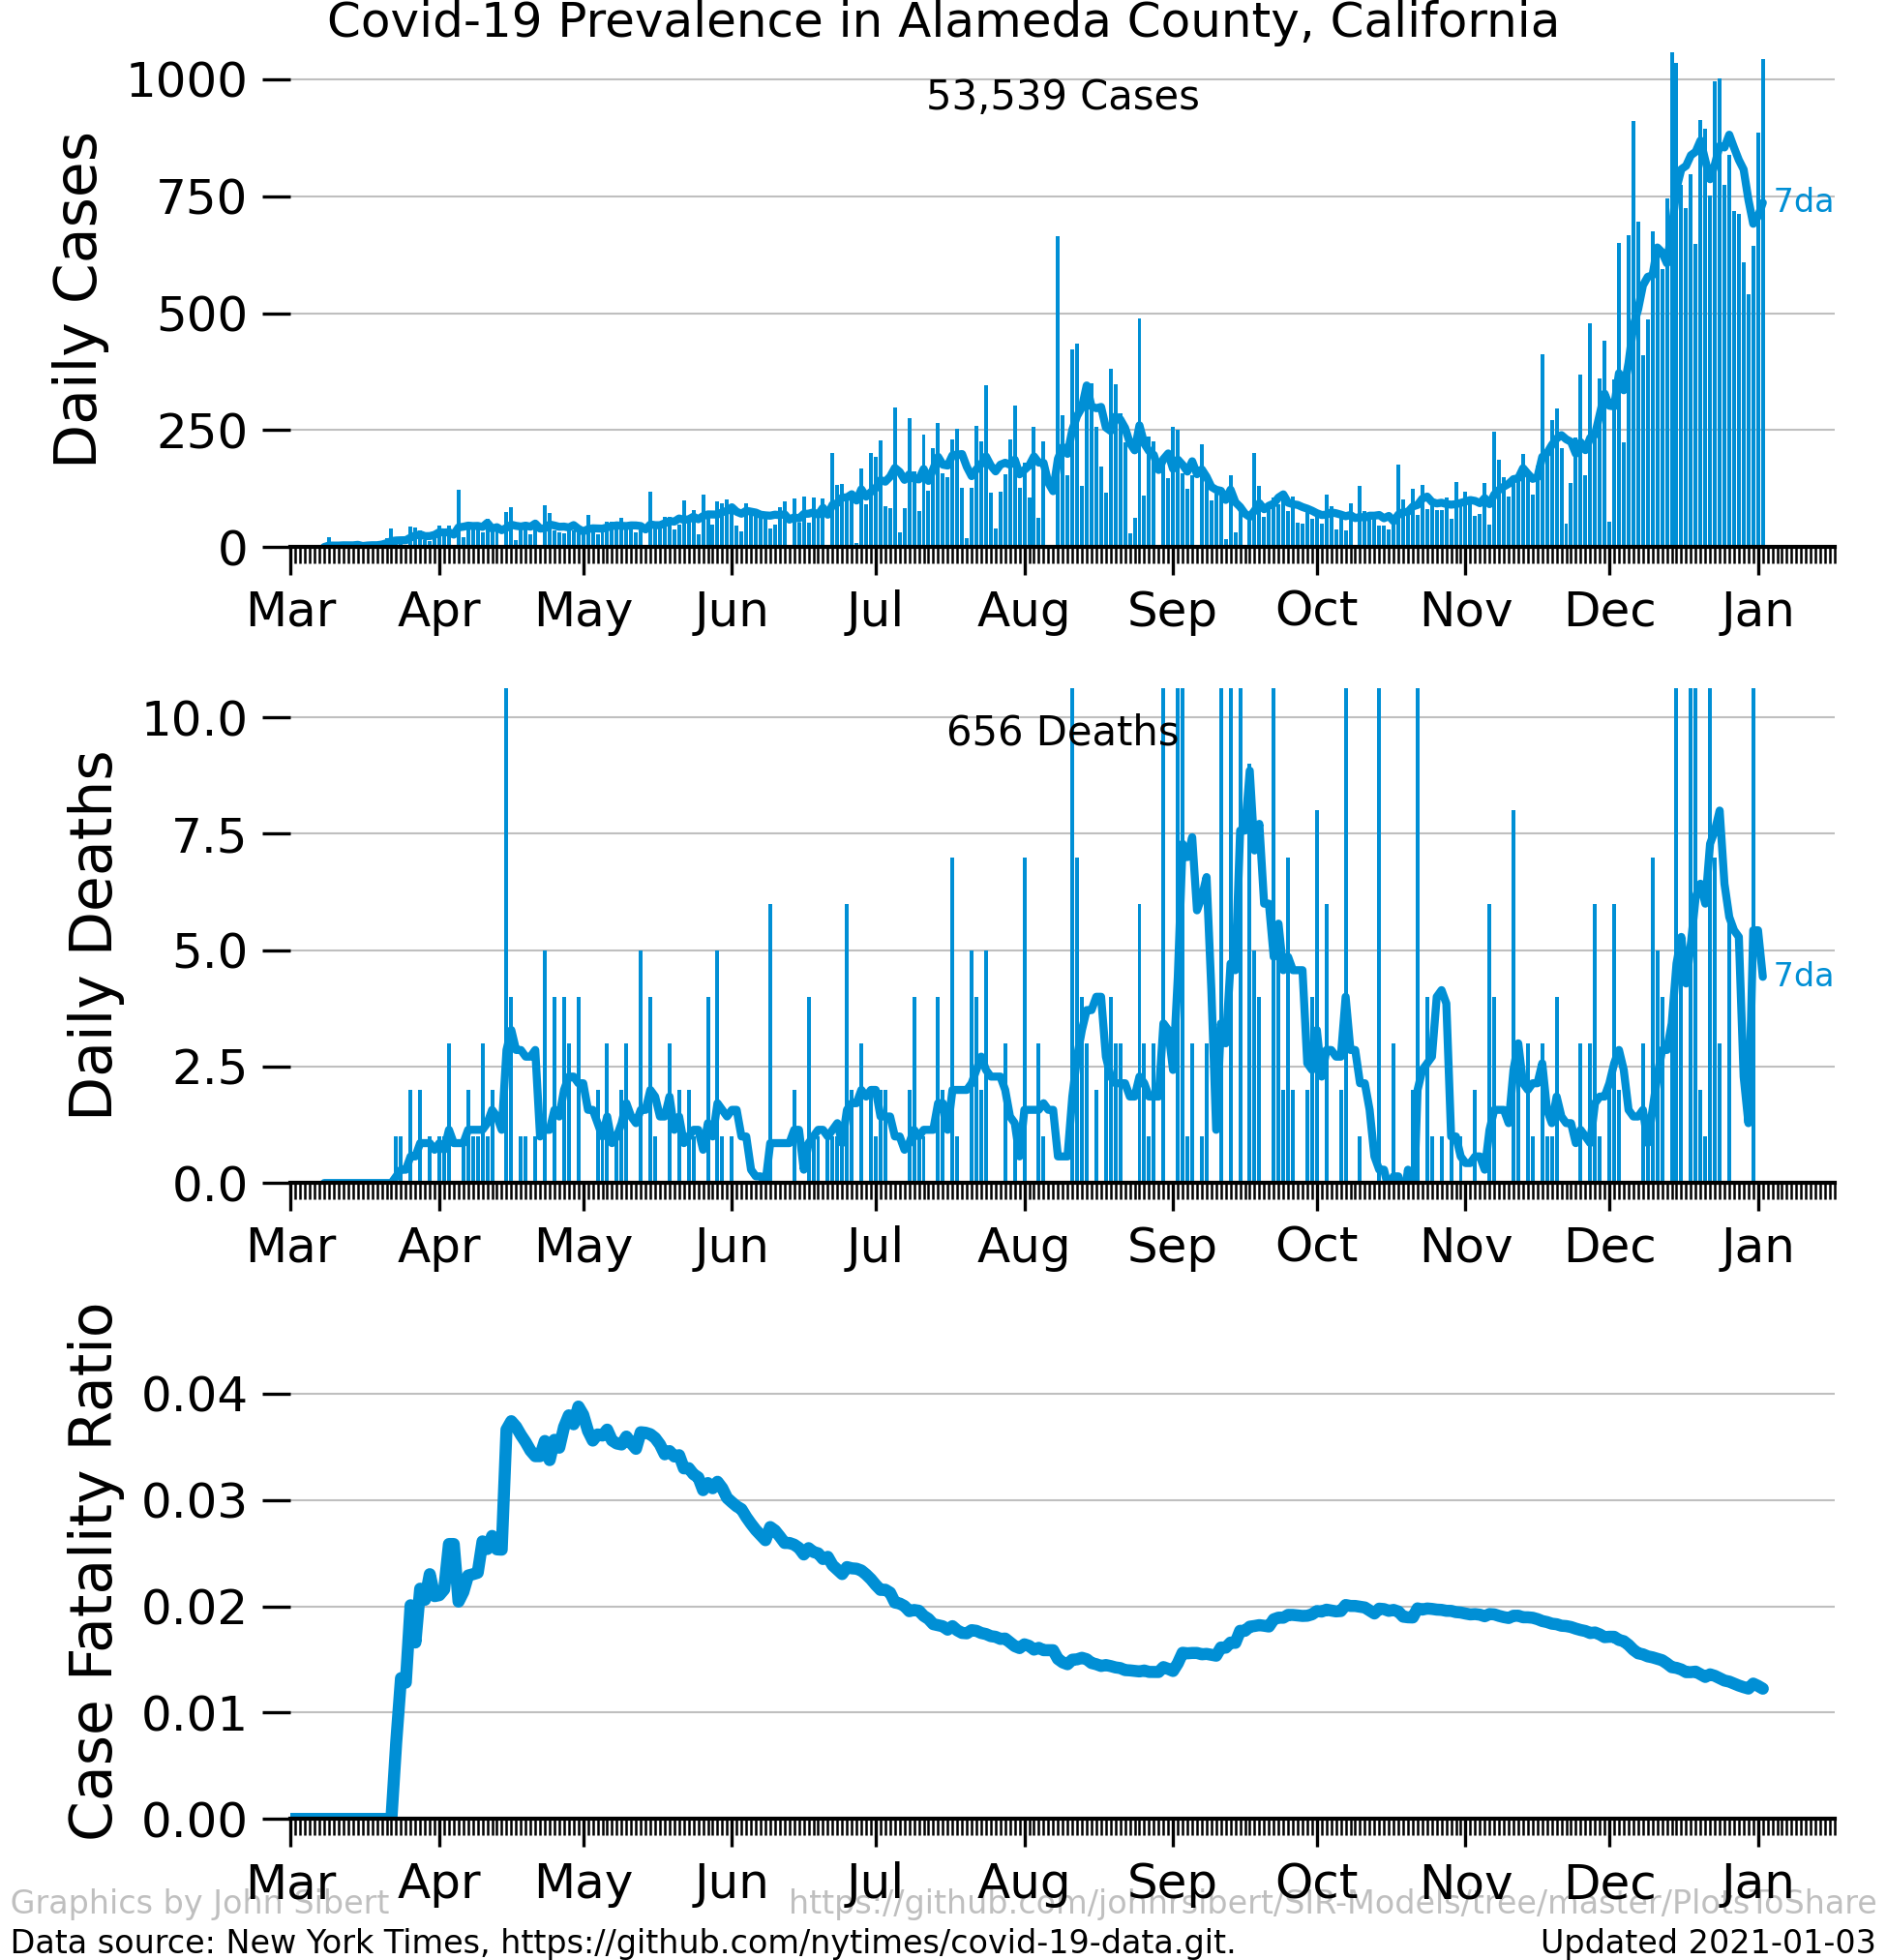 Covid-19 Prevalence in Alameda County, California
Daily Cases
1000
750
500
250
0
53,539 Cases
7da
Mar Apr May Jun Jul Aug Sep Oct Nov Dec Jan
Daily Deaths
10.0
7.5
5.0
2.5
0.0
656 Deaths
7da
Mar Apr May Jun Jul Aug Sep Oct Nov Dec Jan
Case Fatality Ratio
0.04
0.03
0.02
0.01
0.00
Mar Apr May Jun Jul Aug Sep Oct Nov Dec Jan
Graphics by John Sibert https://github.com/johnrsibert/SIR-Models/tree/master/PlotsToShare
Data source: New York Times, https://github.com/nytimes/covid-19-data.git. Updated 2021-01-03